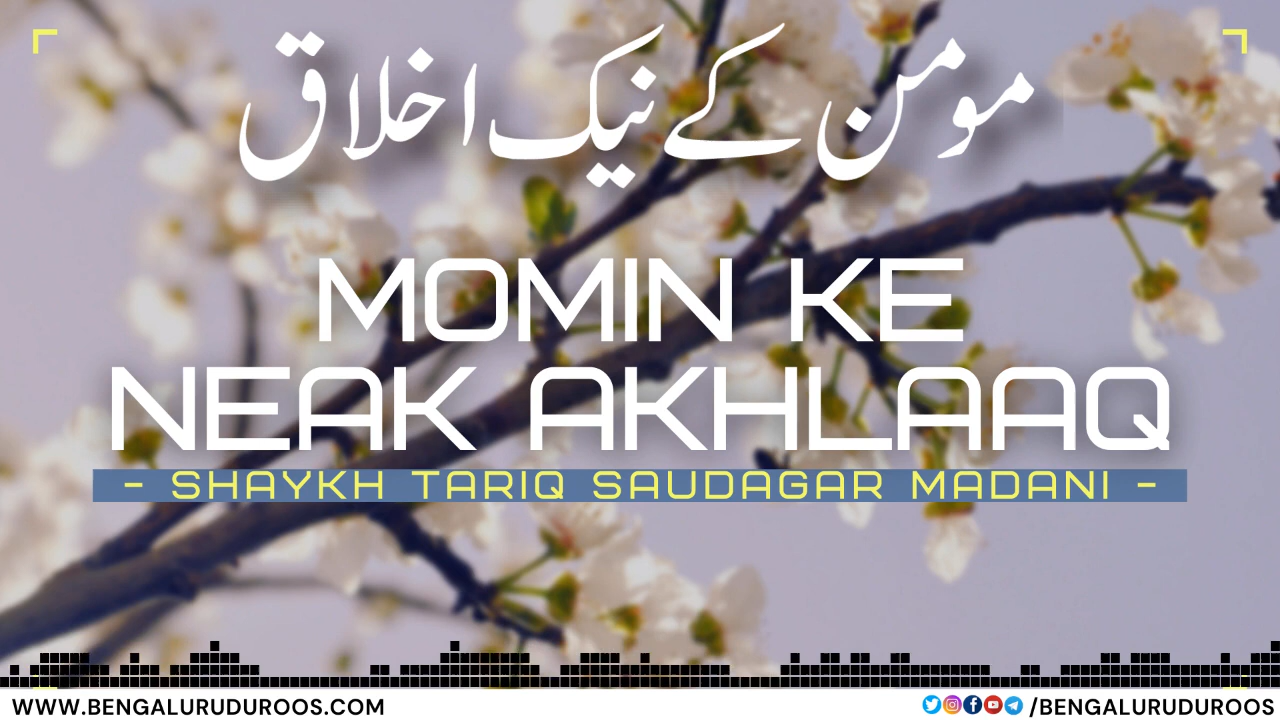 مومن کے نیک اخلاق
MOMIN KE
NEAK AKHLAAQ
- SHAYKH TARIQ SAUDAGAR MADANI -
WWW.BENGALURUDUROOS.COM
/BENGALURUDUROOS